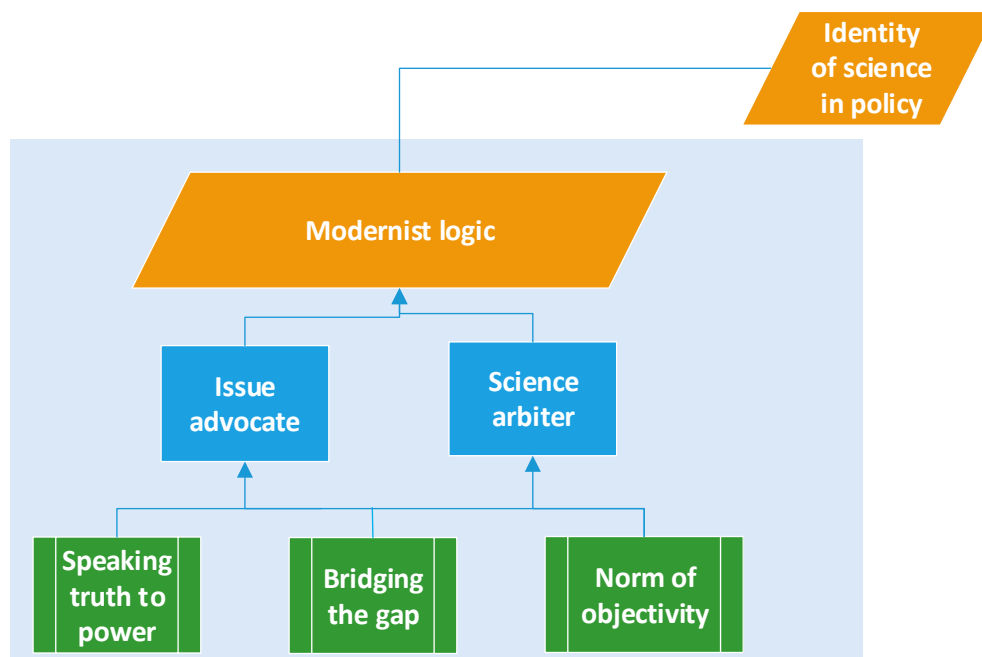 Identity
of science
in policy
Modernist logic
Issue
advocate
Science
arbiter
Speaking
truth to
power
Bridging
the gap
Norm of
objectivity